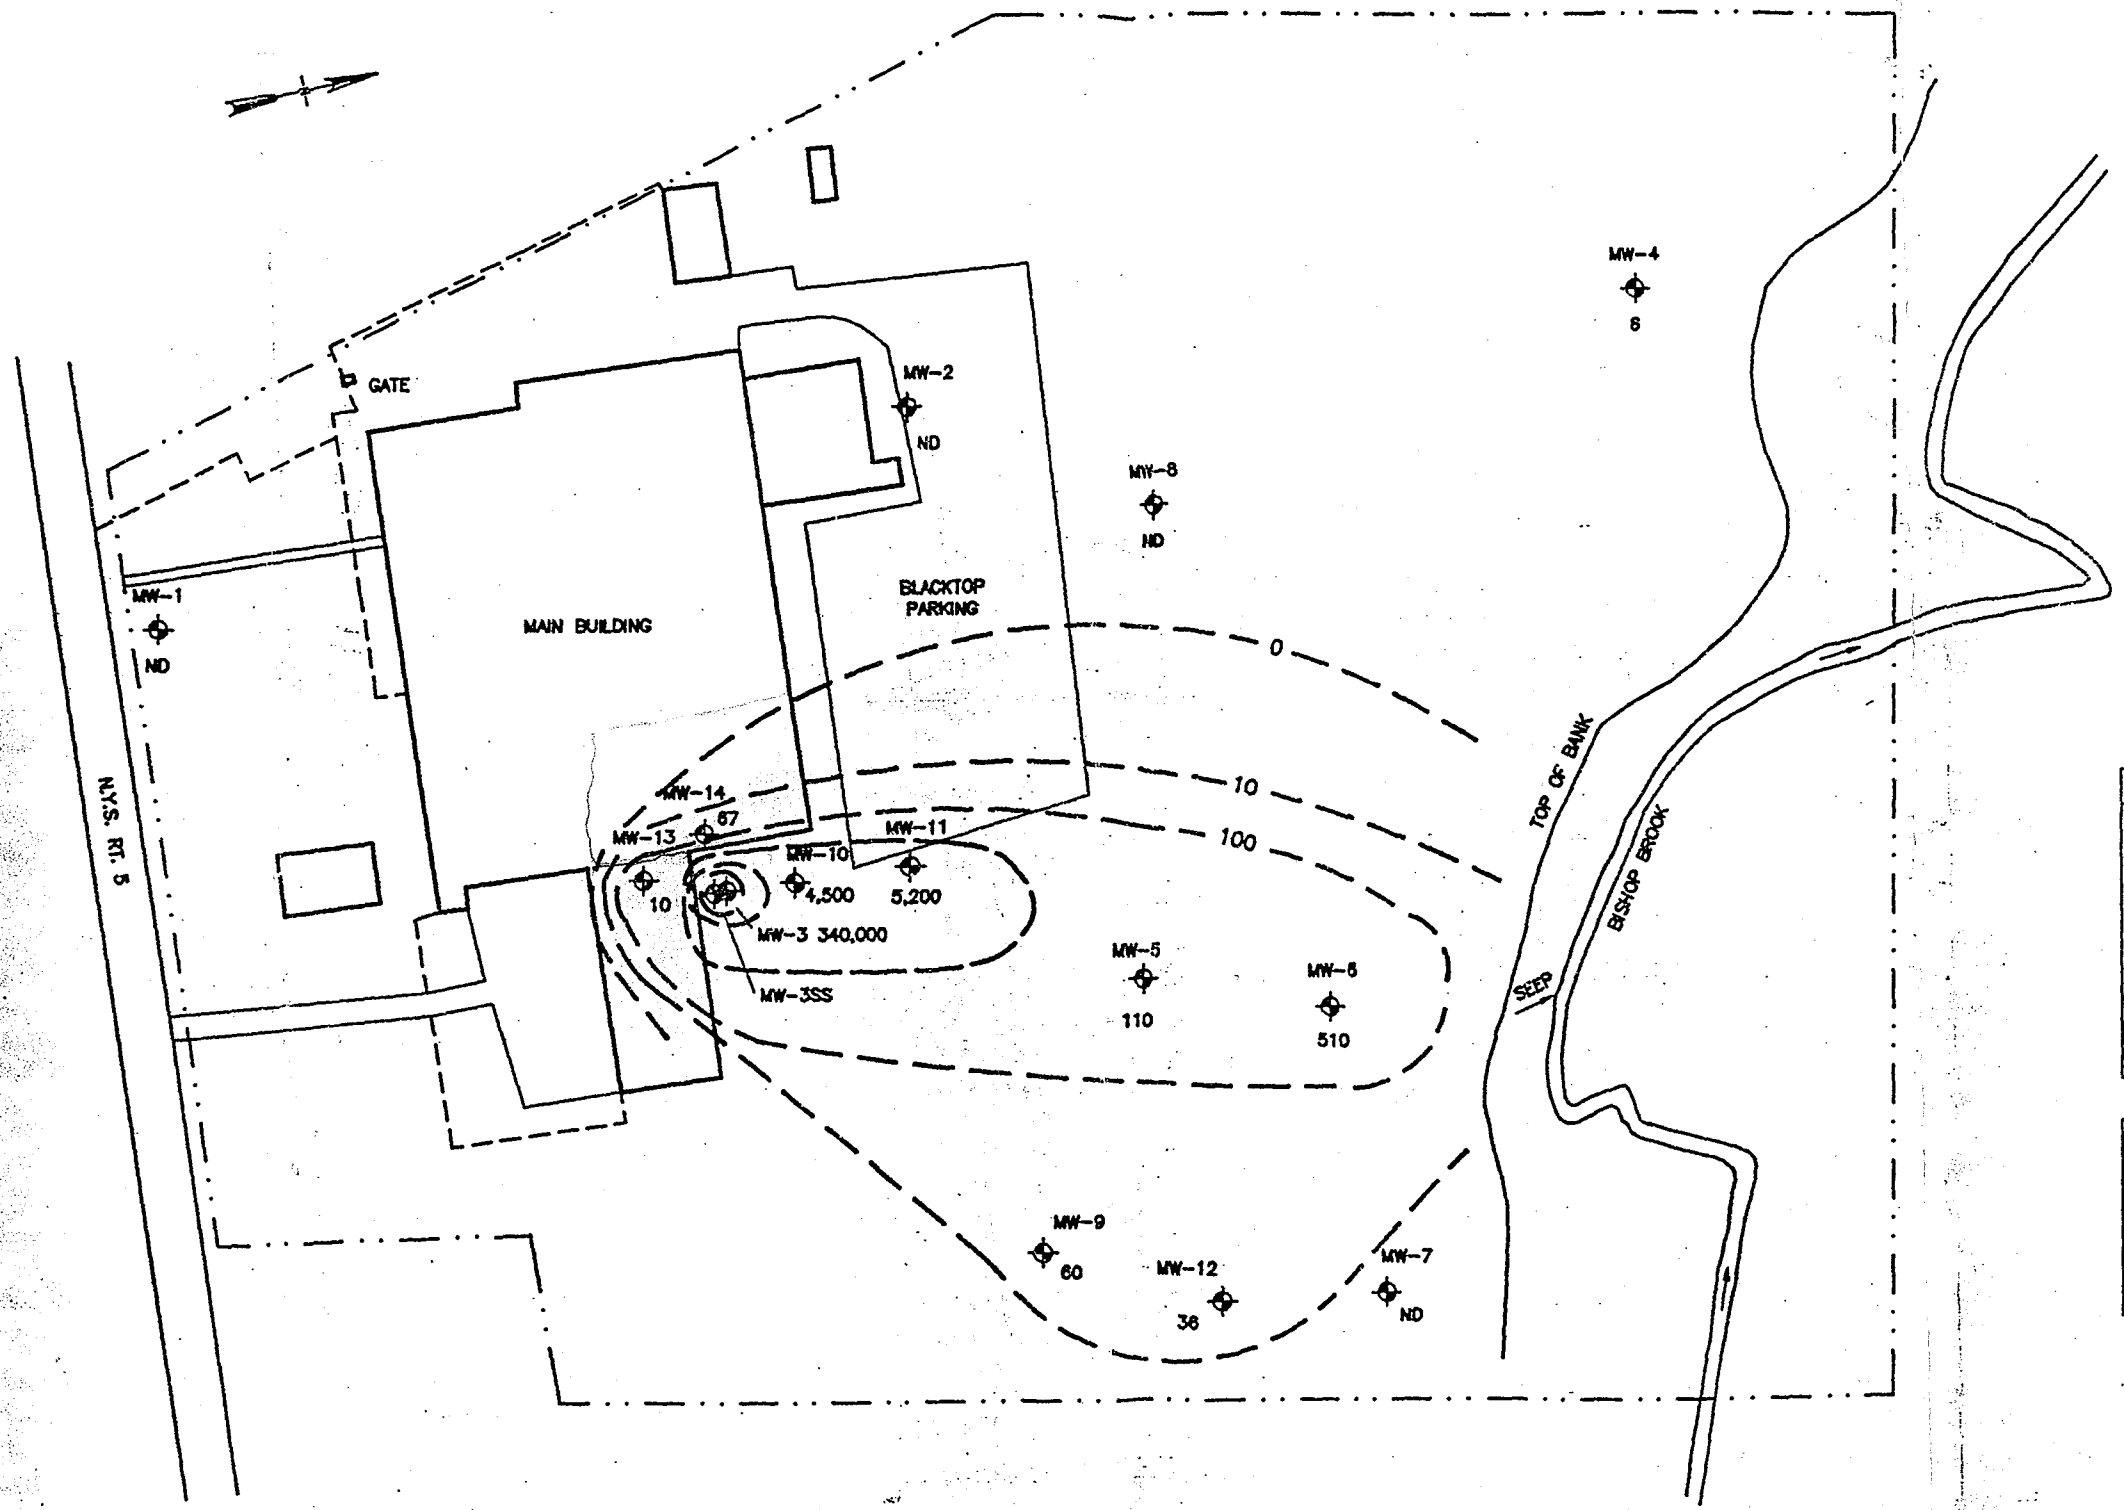 MW-4
6
GATE
MW-2
ND
MW-8
ND
BLACKTOP
PARKING
MW-1
ND
MAIN BUILDING
0
TOP OF BANK
10
N.Y.S. RT. 5
MW-14
67
MW-13
MW-11
100
BISHOP BROOK
MW-10
10
4,500
5,200
MW-3 340,000
MW-5
MW-6
SEEP
MW-3SS
110
510
MW-9
60
MW-12
36
MW-7
ND